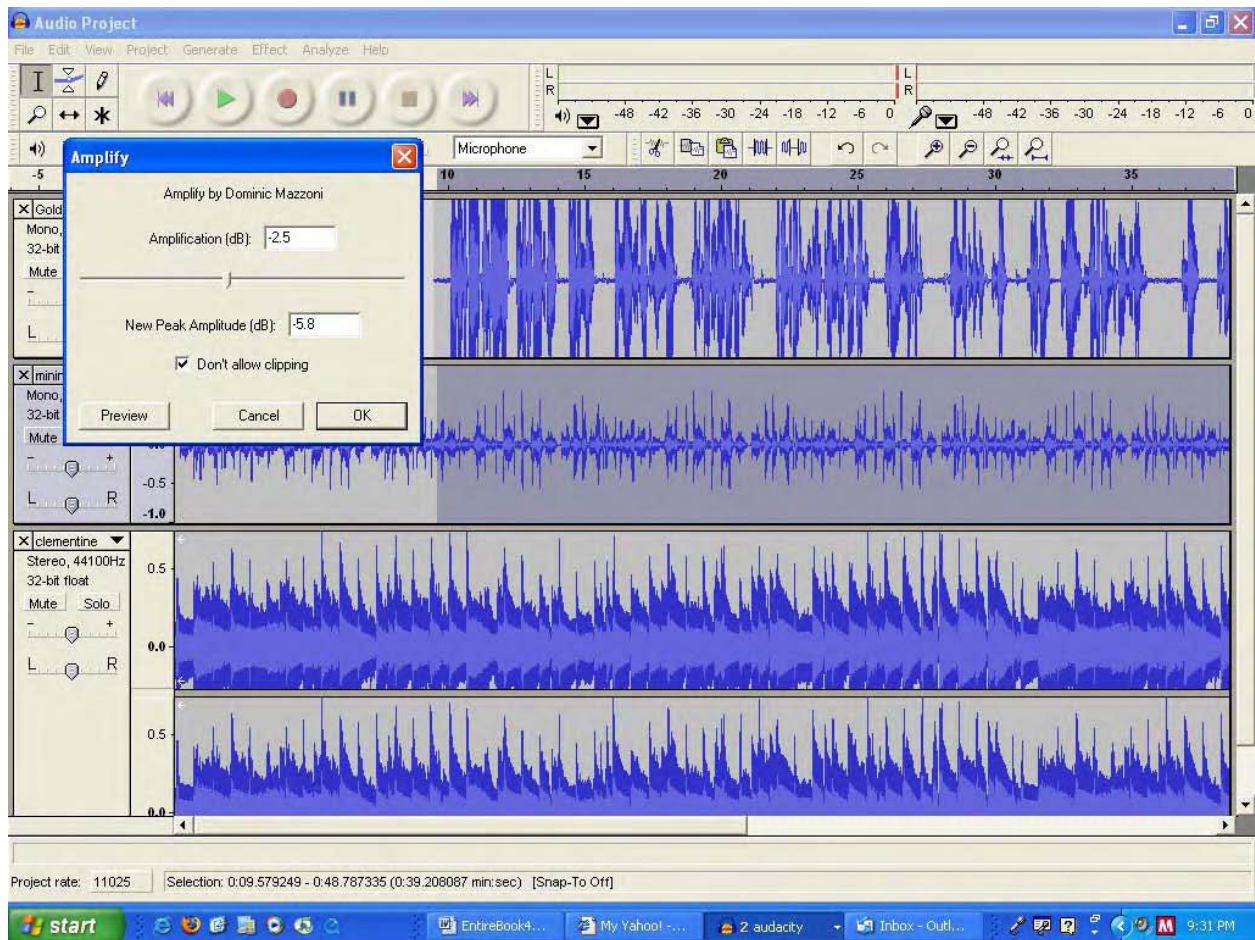 Audio Project
File Edit View Project Generate Effect Analyze Help
L
R
-48 -42 -36 -30 -24 -18 -12 -6 0
L
R
-48 -42 -36 -30 -24 -18 -12 -6 0
Microphone
-5 10 15 20 25 30 35
Amplify
Amplify by Dominic Mazzoni
Amplification (dB): -2.5
New Peak Amplitude (dB): -5.8
Don't allow clipping
Preview Cancel OK
X Gold
Mono,
32-bit
Mute
-
L
X
Mono,
32-bit
Mute
- +
L R
-0.5
-1.0
X clementine
Stereo, 44100Hz
32-bit float
Mute Solo
- +
L R
0.5
0.0
0.5
0.0
Project rate: 11025 Selection: 0:09.579249 - 0:48.787335 (0:39.208087 min:sec) [Snap-To Off]
start EntireBook4... My Yahoo! -... 2 audacity Inbox - Outl... 9:31 PM